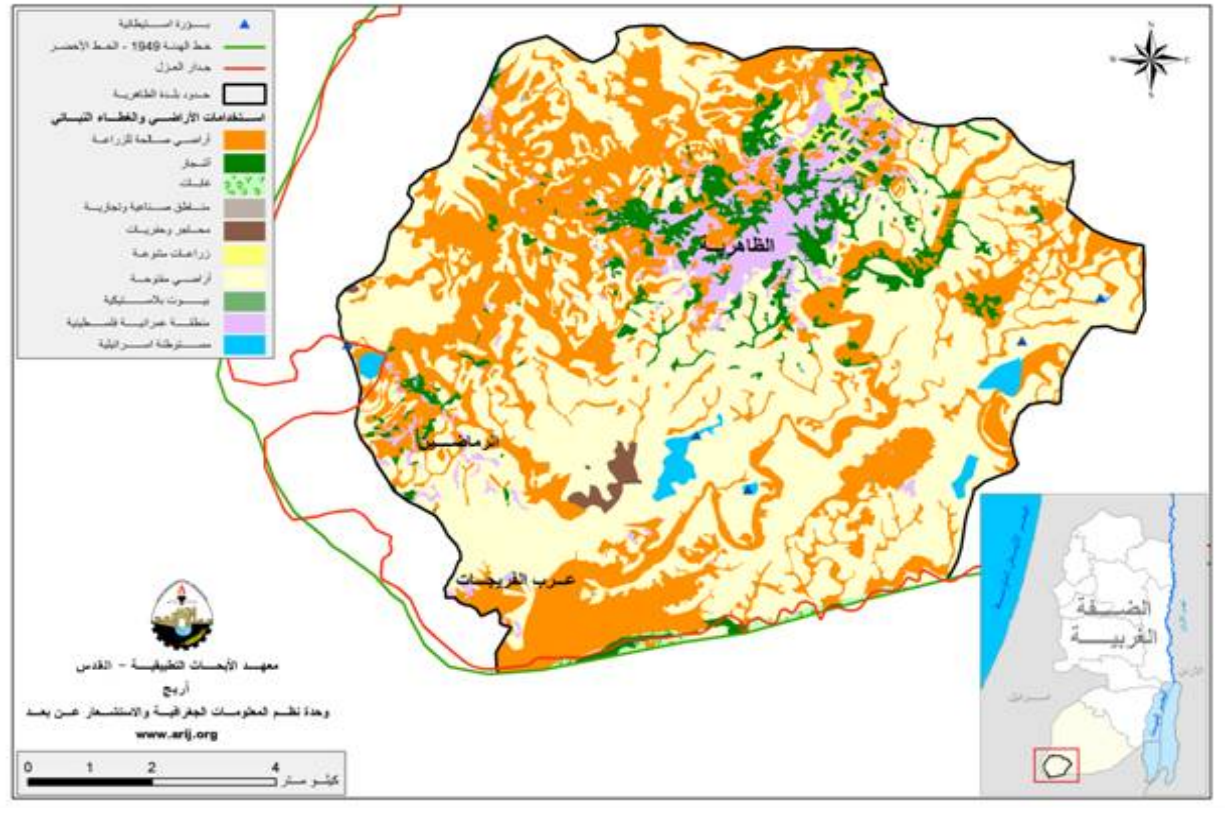 بؤرة استيطانية
خط الهدنة 1949 - الخط الأخضر
جدار العزل
حدود بلدة الظاهرية
استخدامات الأراضي والغطاء النباتي
أراضي صالحة للزراعة
أشجار
غابات
مناطق صناعية وتجارية
محاجر وحفريات
زراعات متنوعة
أراضي مفتوحة
بيوت بلاستيكية
منطقة عمرانية فلسطينية
مستوطنة اسرائيلية
N
W
E
S
الظاهرية
الرماضين
عرب الفريجات
معهد الأبحاث التطبيقية - القدس
أريج
وحدة نظم المعلومات الجغرافية والاستشعار عن بعد
www.arij.org
0 1 2 4
كيلو متر
الضفة
الغربية
اسرائيل
الأردن